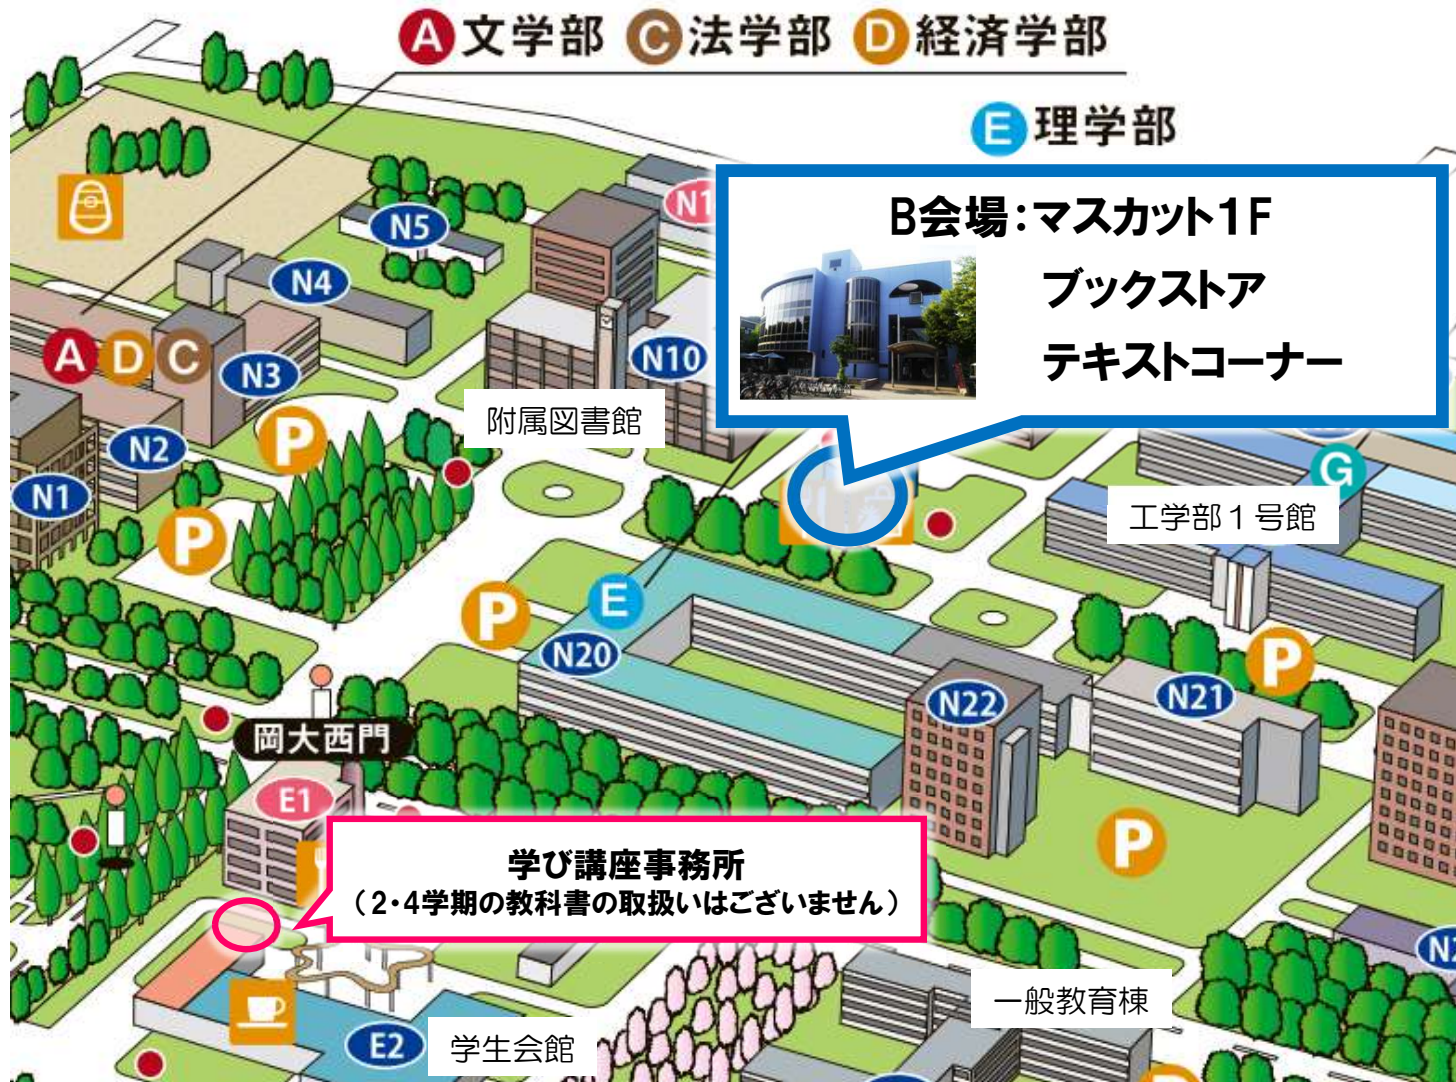 A 文学部 C 法学部 D 経済学部
E 理学部
B会場：マスカット１F
ブックストア
テキストコーナー
N5
N1
N4
A D C
N3
N10
附属図書館
P
N2
N1
G
工学部１号館
P
E
P
N20
P
N22
N21
岡大西門
E1
P
学び講座事務所
（２・４学期の教科書の取扱いはございません）
一般教育棟
E2
学生会館